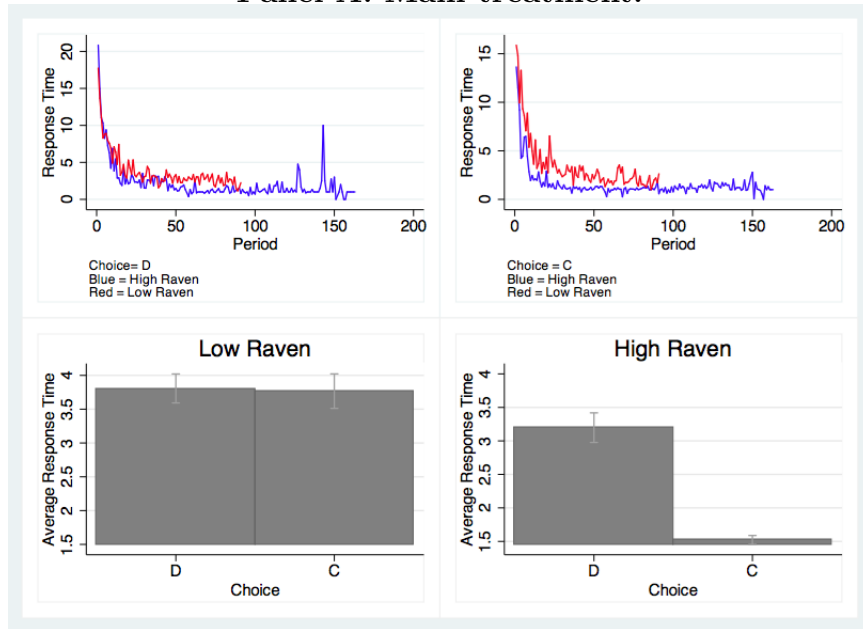 Panel A: Main treatment.
Response Time
20
15
10
5
0
0 50 100 150 200
Period
Choice= D
Blue = High Raven
Red = Low Raven
Response Time
15
10
5
0
0 50 100 150 200
Period
Choice = C
Blue = High Raven
Red = Low Raven
Low Raven
Average Response Time
4
3.5
3
2.5
2
1.5
D C
Choice
High Raven
Average Response Time
4
3.5
3
2.5
2
1.5
D C
Choice